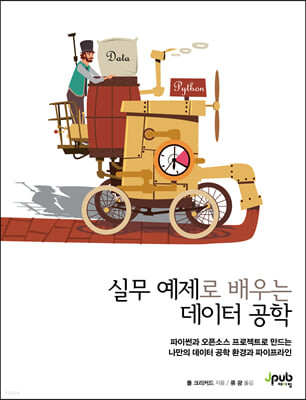 Data
Python
실무 예제로 배우는
데이터 공학
파이썬과 오픈소스 프로젝트로 만드는
나만의 데이터 공학 환경과 파이프라인
폴 크리커드 지음 / 류 광 옮김
Jpub
제이펍